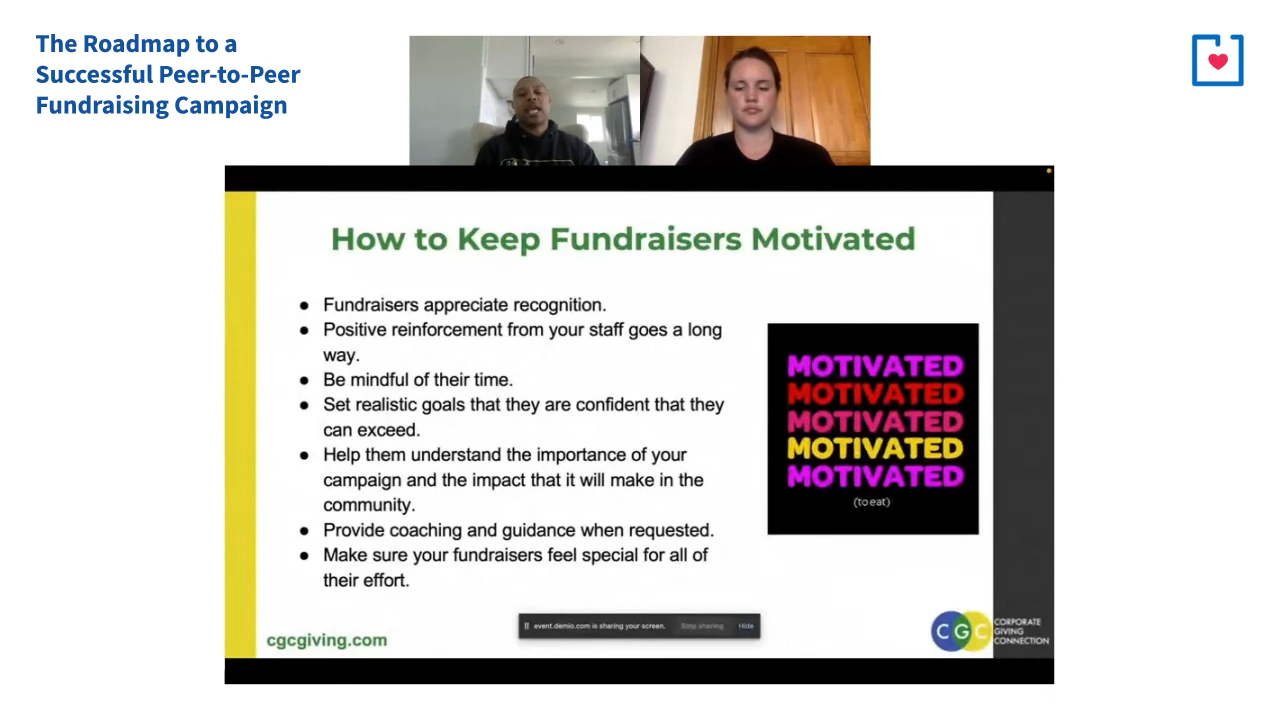 The Roadmap to a
Successful Peer-to-Peer
Fundraising Campaign
How to Keep Fundraisers Motivated
● Fundraisers appreciate recognition.
● Positive reinforcement from your staff goes a long
way.
● Be mindful of their time.
● Set realistic goals that they are confident that they
can exceed.
● Help them understand the importance of your
campaign and the impact that it will make in the
community.
● Provide coaching and guidance when requested.
● Make sure your fundraisers feel special for all of
their effort.
MOTIVATED
MOTIVATED
MOTIVATED
MOTIVATED
MOTIVATED
(to eat)
event.demio.com is sharing your screen. Stop sharing Hide
cgcgiving.com
CGC
CORPORATE
GIVING
CONNECTION